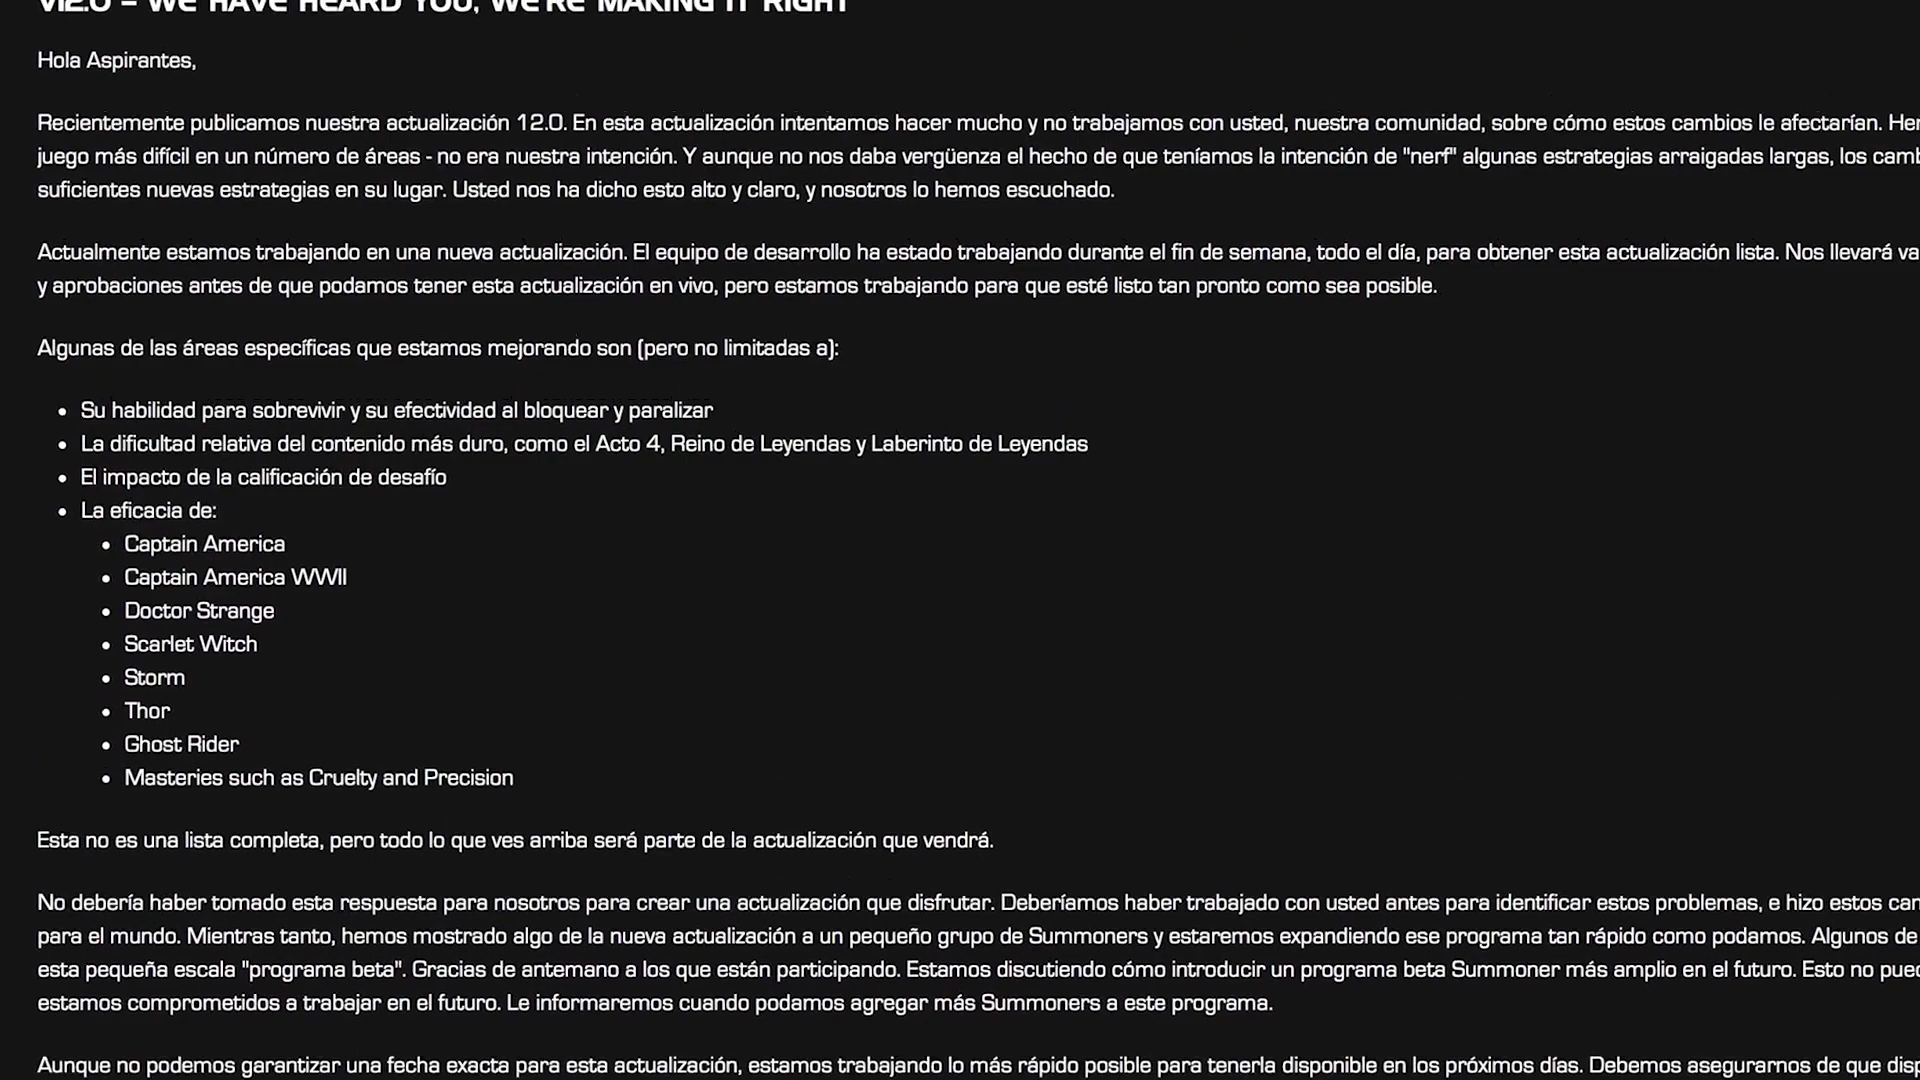 V12.0 – WE HAVE HEARD YOU, WE'RE MAKING IT RIGHT
Hola Aspirantes,
Recientemente publicamos nuestra actualización 12.0. En esta actualización intentamos hacer mucho y no trabajamos con usted, nuestra comunidad, sobre cómo estos cambios le afectarían.
juego más difícil en un número de áreas - no era nuestra intención. Y aunque no nos daba vergüenza el hecho de que teníamos la intención de "nerf" algunas estrategias arraigadas largas, los
suficientes nuevas estrategias en su lugar. Usted nos ha dicho esto alto y claro, y nosotros lo hemos escuchado.
Actualmente estamos trabajando en una nueva actualización. El equipo de desarrollo ha estado trabajando durante el fin de semana, todo el día, para obtener esta actualización lista. Nos llevará
y aprobaciones antes de que podamos tener esta actualización en vivo, pero estamos trabajando para que esté listo tan pronto como sea posible.
Algunas de las áreas específicas que estamos mejorando son (pero no limitadas a):
• Su habilidad para sobrevivir y su efectividad al bloquear y paralizar
• La dificultad relativa del contenido más duro, como el Acto 4, Reino de Leyendas y Laberinto de Leyendas
• El impacto de la calificación de desafío
• La eficacia de:
• Captain America
• Captain America WWII
• Doctor Strange
• Scarlet Witch
• Storm
• Thor
• Ghost Rider
• Masteries such as Cruelty and Precision
Esta no es una lista completa, pero todo lo que ves arriba será parte de la actualización que vendrá.
No debería haber tomado esta respuesta para nosotros para crear una actualización que disfrutar. Deberíamos haber trabajado con usted antes para identificar estos problemas, e hizo estos
para el mundo. Mientras tanto, hemos mostrado algo de la nueva actualización a un pequeño grupo de Summoners y estaremos expandiendo ese programa tan rápido como podamos. Algunos de
esta pequeña escala "programa beta". Gracias de antemano a los que están participando. Estamos discutiendo cómo introducir un programa beta Summoner más amplio en el futuro. Esto no
estamos comprometidos a trabajar en el futuro. Le informaremos cuando podamos agregar más Summoners a este programa.
Aunque no podemos garantizar una fecha exacta para esta actualización, estamos trabajando lo más rápido posible para tenerla disponible en los próximos días. Debemos asegurarnos de que